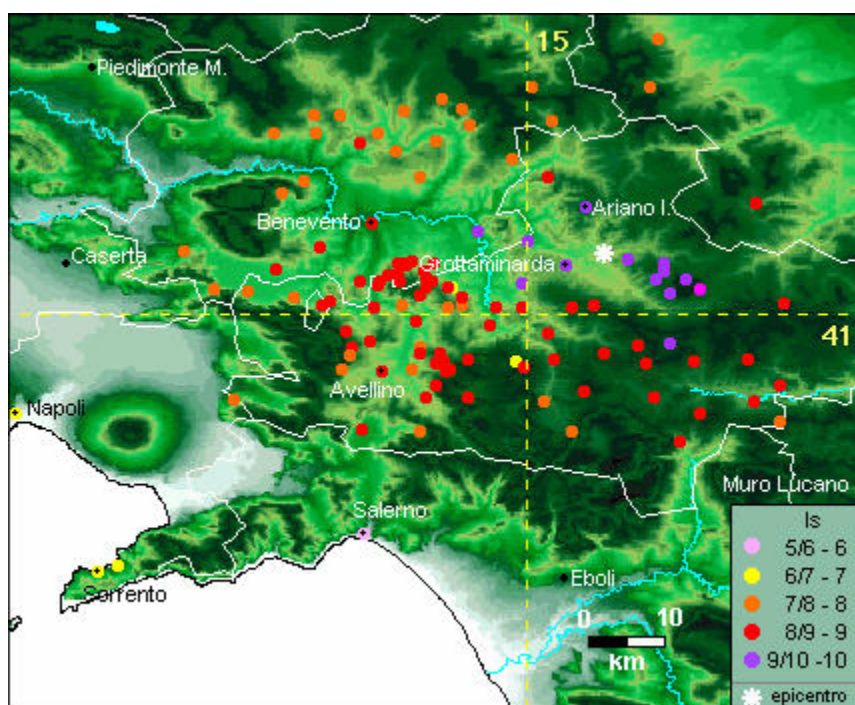 15
Piedimonte M.
Benevento
Ariano I.
Caserta
Grottaminarda
41
Avellino
Napoli
Muro Lucano
Salerno
Is
5/6 - 6
6/7 - 7
Eboli
Sorrento
7/8 - 8
0 10
8/9 - 9
km
9/10 -10
epicentro